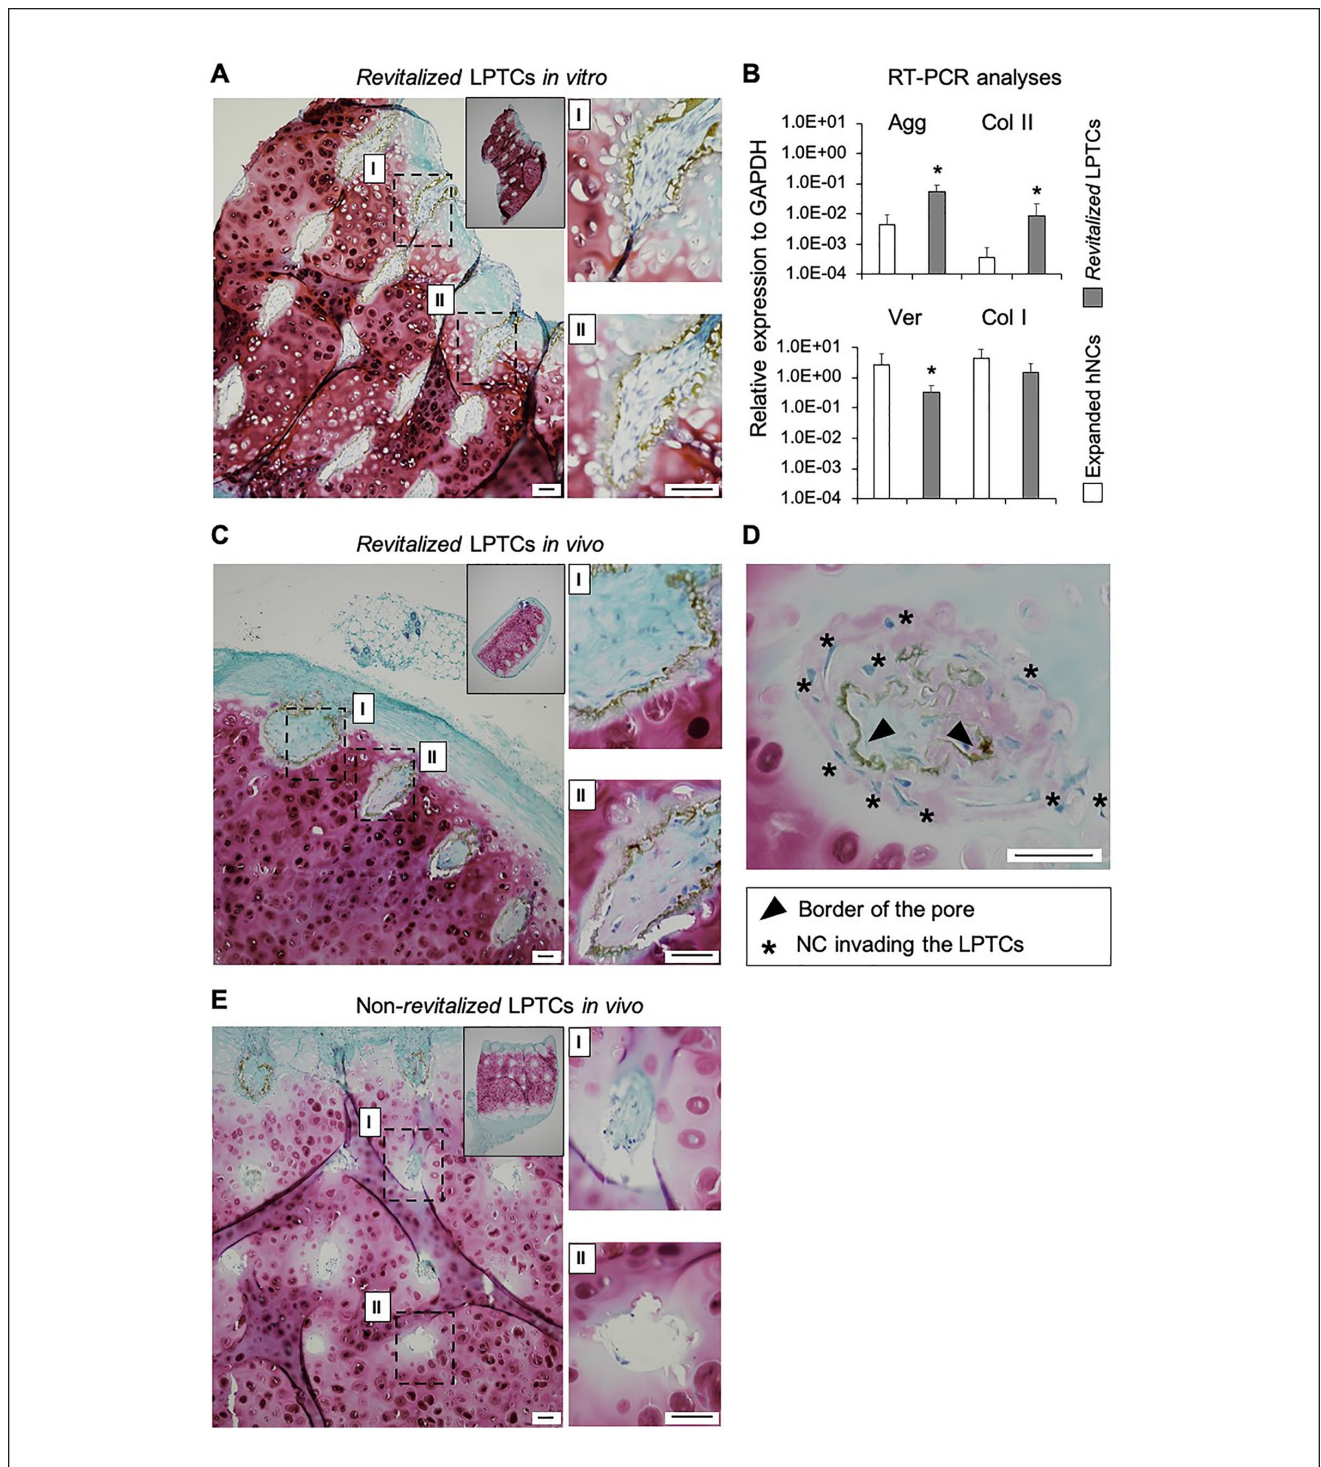 A
Revitalized LPTCs in vitro
I
II
I
II
B
RT-PCR analyses
Agg
Col II
1.0E+01
1.0E+00
1.0E-01
1.0E-02
1.0E-03
1.0E-04
*
*
Ver
Col I
1.0E+01
1.0E+00
1.0E-01
1.0E-02
1.0E-03
1.0E-04
*
Relative expression to GAPDH
Revitalized LPTCs
Expanded hNCs
C
Revitalized LPTCs in vivo
I
II
I
II
D
* * * * * * * * * * *
Border of the pore
* NC invading the LPTCs
E
Non-revitalized LPTCs in vivo
I
II
I
II